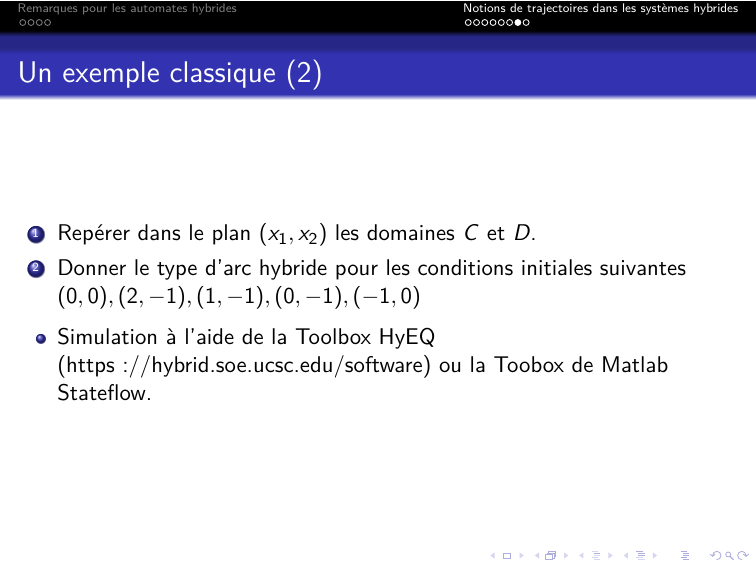 Remarques pour les automates hybrides
Notions de trajectoires dans les systèmes hybrides
Un exemple classique (2)
1 Repérer dans le plan (x₁, x₂) les domaines C et D.
2 Donner le type d'arc hybride pour les conditions initiales suivantes
(0, 0), (2, −1), (1, −1), (0, −1), (−1, 0)
Simulation à l'aide de la Toolbox HyEQ
(https ://hybrid.soe.ucsc.edu/software) ou la Toobox de Matlab
Stateflow.